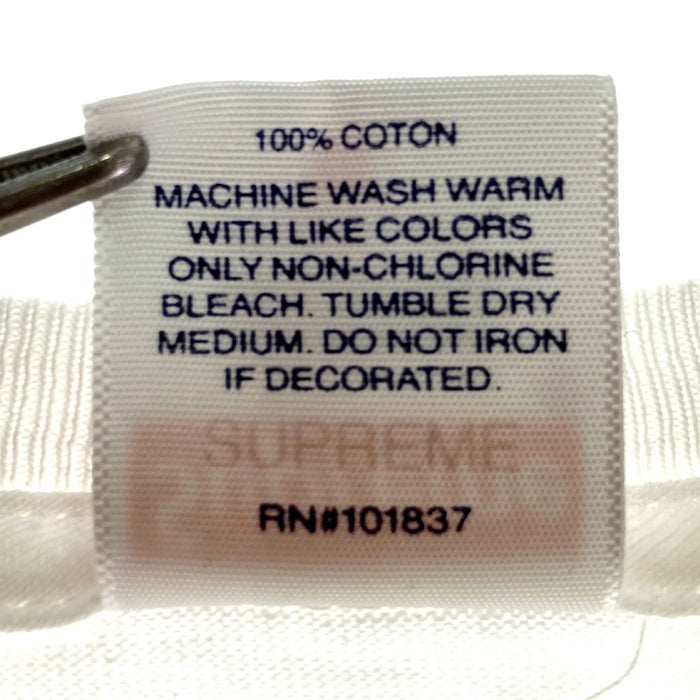 100% COTON
MACHINE WASH WARM
WITH LIKE COLORS
ONLY NON-CHLORINE
BLEACH. TUMBLE DRY
MEDIUM. DO NOT IRON
IF DECORATED.
SUPREME
RN#101837